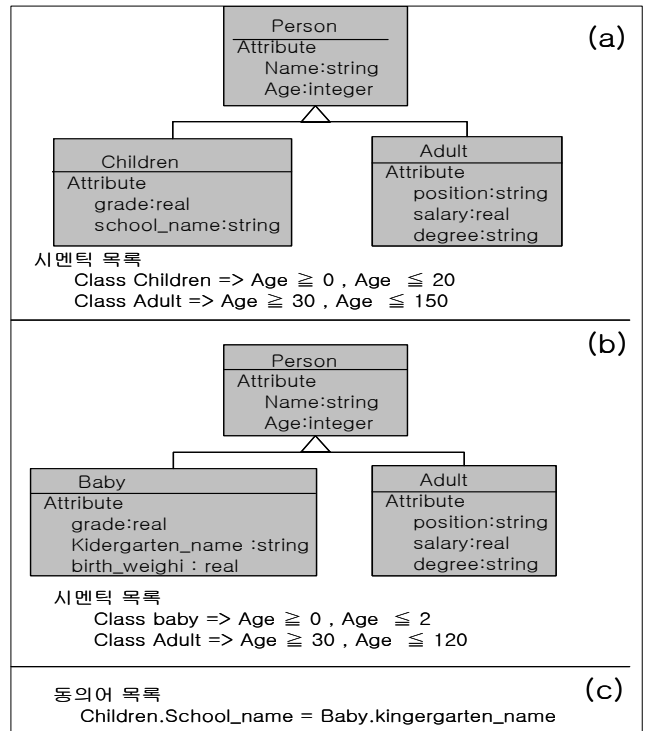 Person
(a)
Attribute
Name:string
Age:integer
Children
Attribute
grade:real
school_name:string
Adult
Attribute
position:string
salary:real
degree:string
시멘틱 목록
Class Children => Age ≧ 0 , Age ≦ 20
Class Adult => Age ≧ 30 , Age ≦ 150
(b)
Person
Attribute
Name:string
Age:integer
Baby
Attribute
grade:real
Kidergarten_name :string
birth_weighi : real
Adult
Attribute
position:string
salary:real
degree:string
시멘틱 목록
Class baby => Age ≧ 0 , Age ≦ 2
Class Adult => Age ≧ 30 , Age ≦ 120
(c)
동의어 목록
Children.School_name = Baby.kingergarten_name